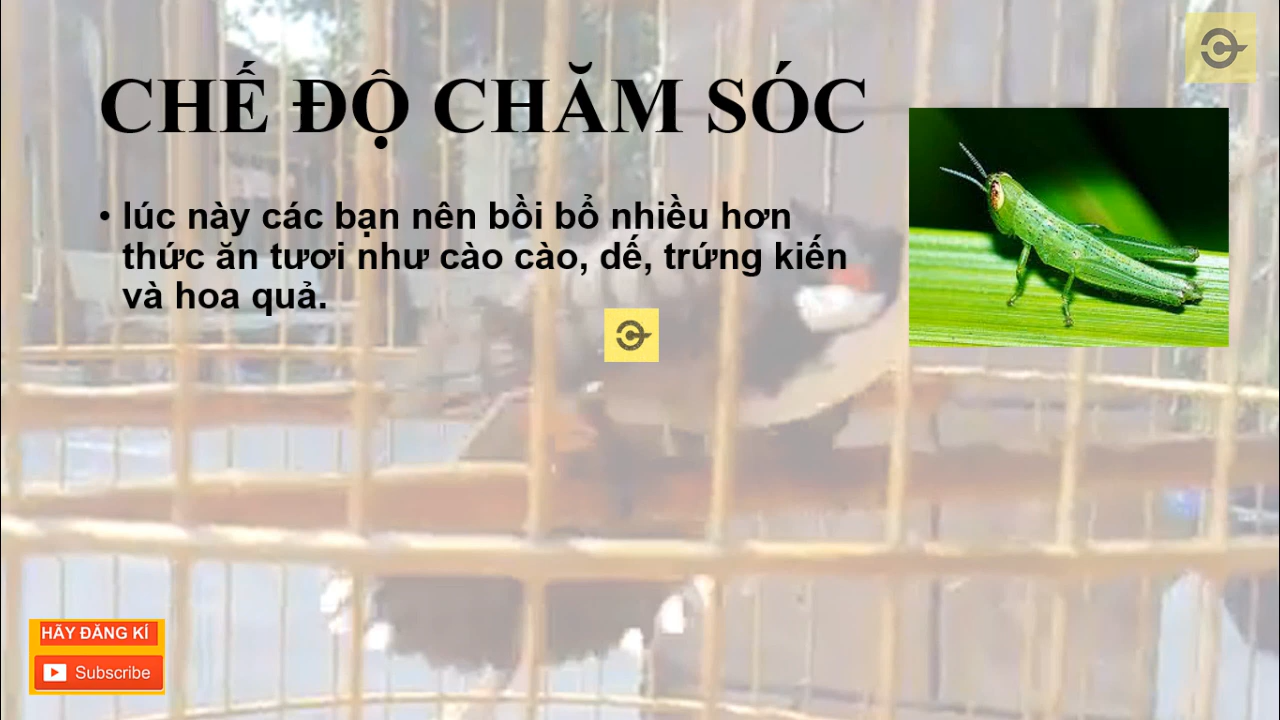 CHẾ ĐỘ CHĂM SÓC
• lúc này các bạn nên bồi bổ nhiều hơn
thức ăn tươi như cào cào, dế, trứng kiến
và hoa quả.
HÃY ĐĂNG KÍ
Subscribe